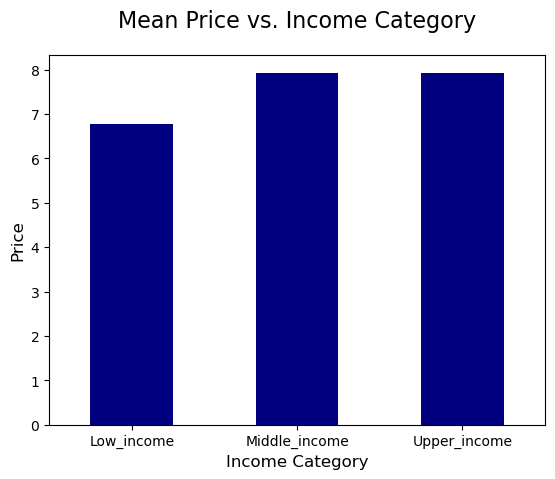 Mean Price vs. Income Category
8
7
6
5
4
3
2
1
0
Price
Low_income Middle_income Upper_income
Income Category